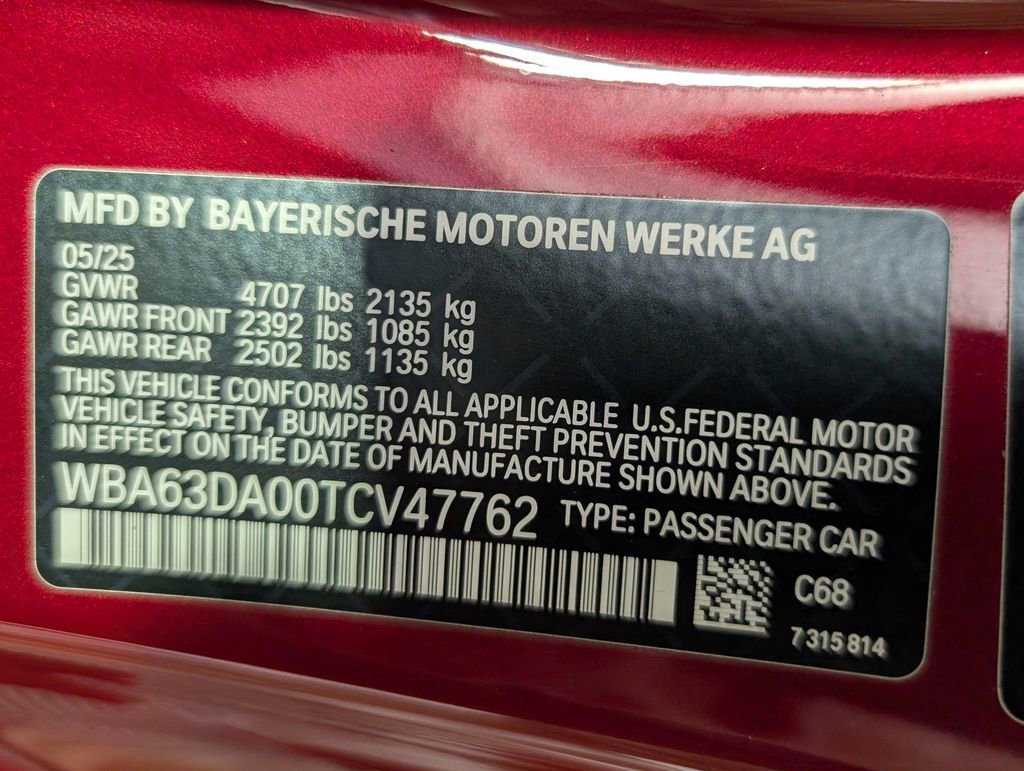 MFD BY BAYERISCHE MOTOREN WERKE AG
05/25
GVWR 4707 lbs 2135 kg
GAWR FRONT 2392 lbs 1085 kg
GAWR REAR 2502 lbs 1135 kg
THIS VEHICLE CONFORMS TO ALL APPLICABLE U.S.FEDERAL MOTOR
VEHICLE SAFETY, BUMPER AND THEFT PREVENTION STANDARDS
IN EFFECT ON THE DATE OF MANUFACTURE SHOWN ABOVE.
WBA63DA00TCV47762 TYPE: PASSENGER CAR
C68
7 315 814